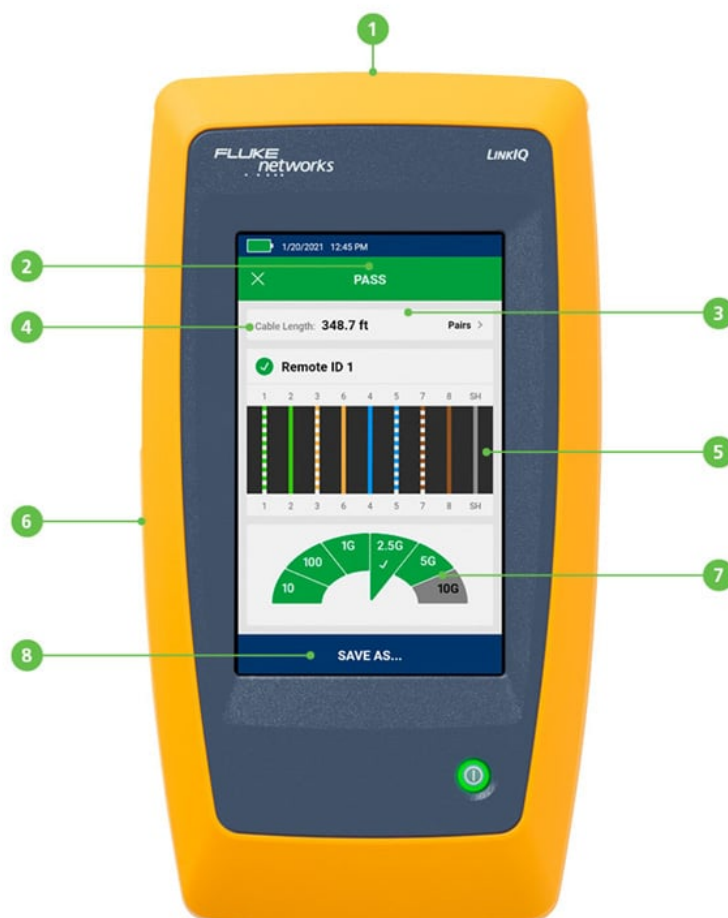 1
FLUKE
networks
LINKIQ
1/20/2021 12:45 PM
2
PASS
3
4
Cable Length: 348.7 ft
Pairs >
Remote ID 1
1 2 3 6 4 5 7 8 SH
5
1 2 3 6 4 5 7 8 SH
6
10 100 1G 2.5G 5G 10G
7
8
SAVE AS...